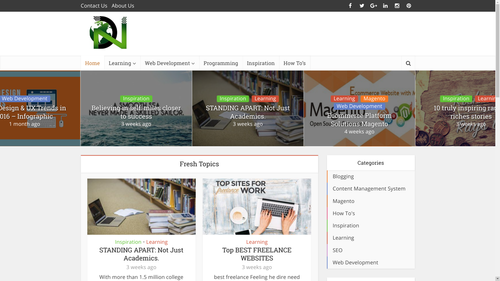 Contact Us About Us
Home Learning Web Development Programming Inspiration How To's
Web Development
Design & UX Trends in
2016 – Infographic
1 month ago
Inspiration
Believing in self rules closer
to success
3 weeks ago
Inspiration Learning
STANDING APART: Not Just
Academics.
3 weeks ago
Learning Magento
Web Development
Ecommerce Platform
Solutions Magento
4 weeks ago
Inspiration Learning
10 truly inspiring rags
riches stories
3 weeks ago
Fresh Topics
Inspiration • Learning
STANDING APART: Not Just
Academics.
3 weeks ago
With more than 1.5 million college
TOP SITES FOR
WORK
Learning
Top BEST FREELANCE
WEBSITES
3 weeks ago
best freelance Feeling he dire need
Categories
Blogging
Content Management System
Magento
How To's
Inspiration
Learning
SEO
Web Development